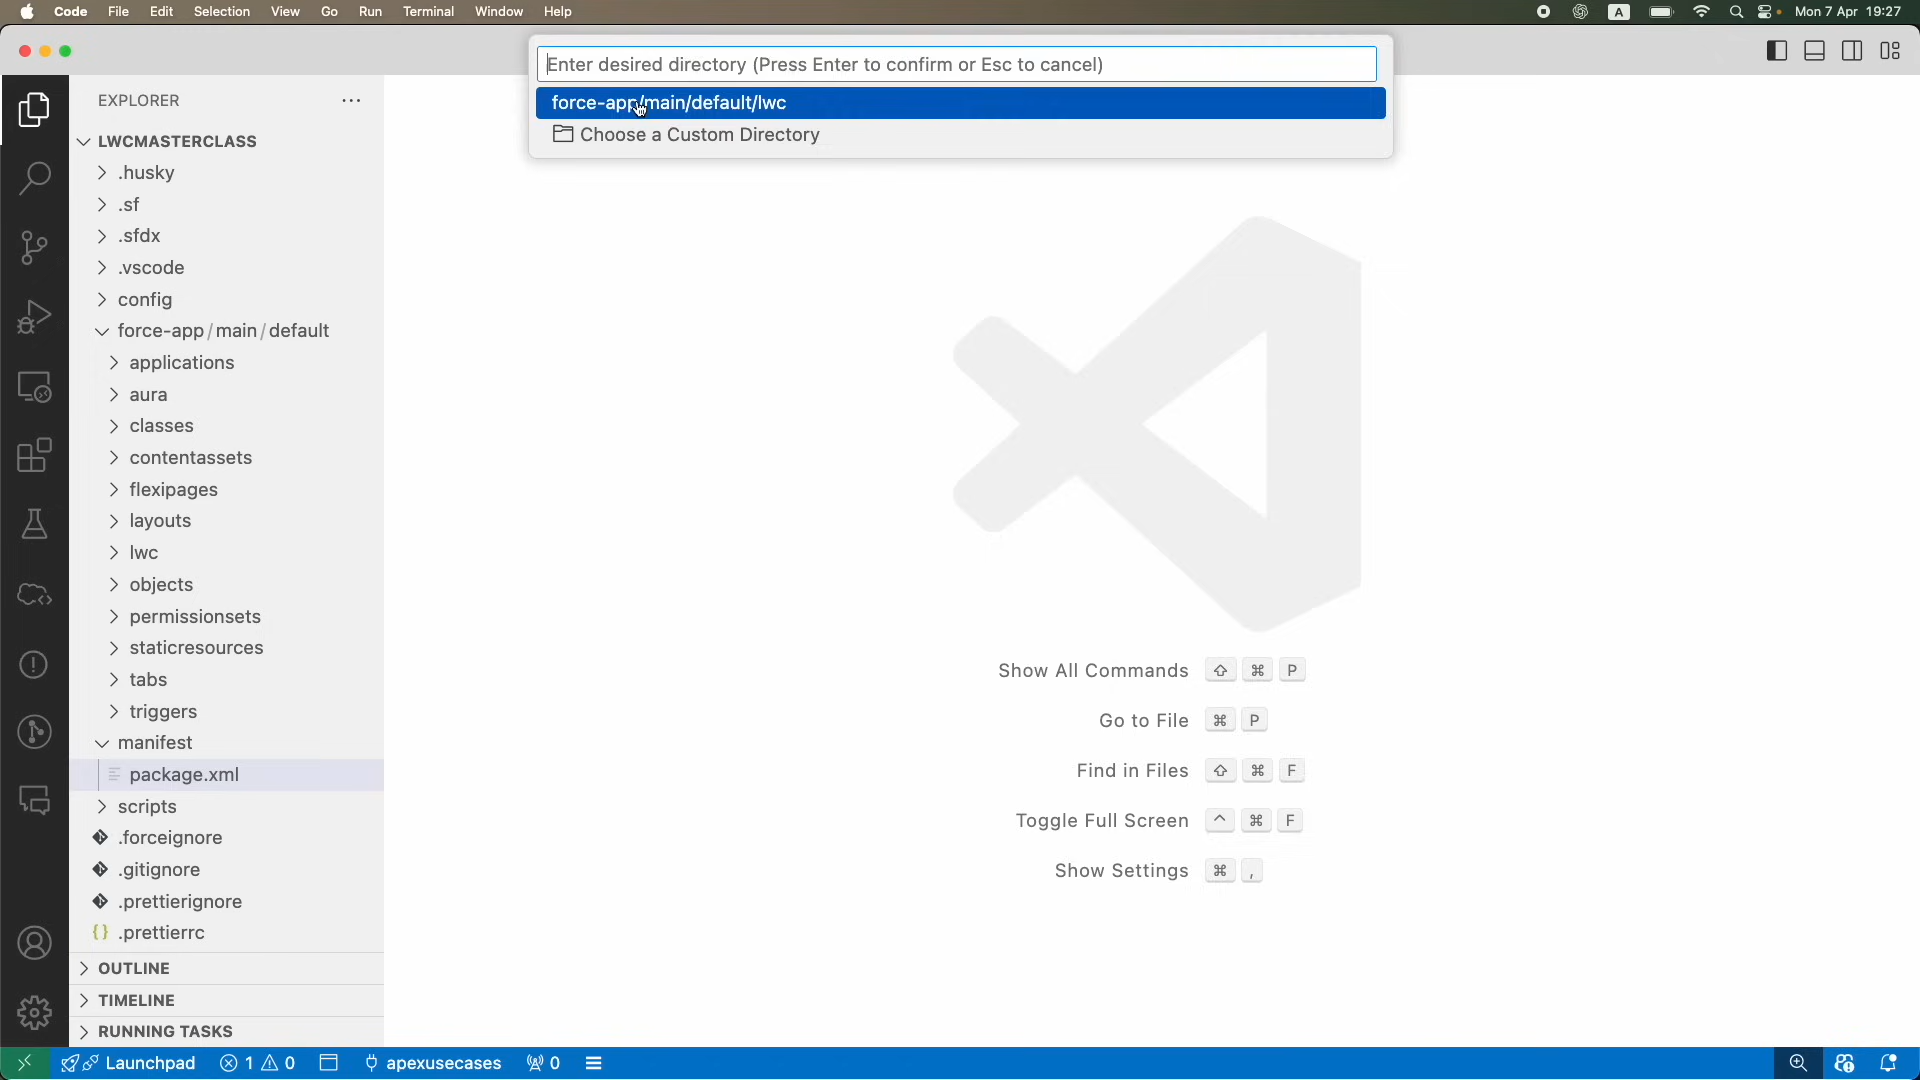 Code File Edit Selection View Go Run Terminal Window Help A Mon 7 Apr 19:27
Enter desired directory (Press Enter to confirm or Esc to cancel)
force-app/main/default/lwc
Choose a Custom Directory
EXPLORER
LWCMASTERCLASS
.husky
.sf
.sfdx
.vscode
config
force-app/main/default
applications
aura
classes
contentassets
flexipages
layouts
lwc
objects
permissionsets
staticresources
tabs
triggers
manifest
package.xml
scripts
.forceignore
.gitignore
.prettierignore
{} .prettierrc
OUTLINE
TIMELINE
RUNNING TASKS
Show All Commands ⇧ ⌘ P
Go to File ⌘ P
Find in Files ⇧ ⌘ F
Toggle Full Screen ^ ⌘ F
Show Settings ⌘ ,
Launchpad 1 0 apexusecases 0